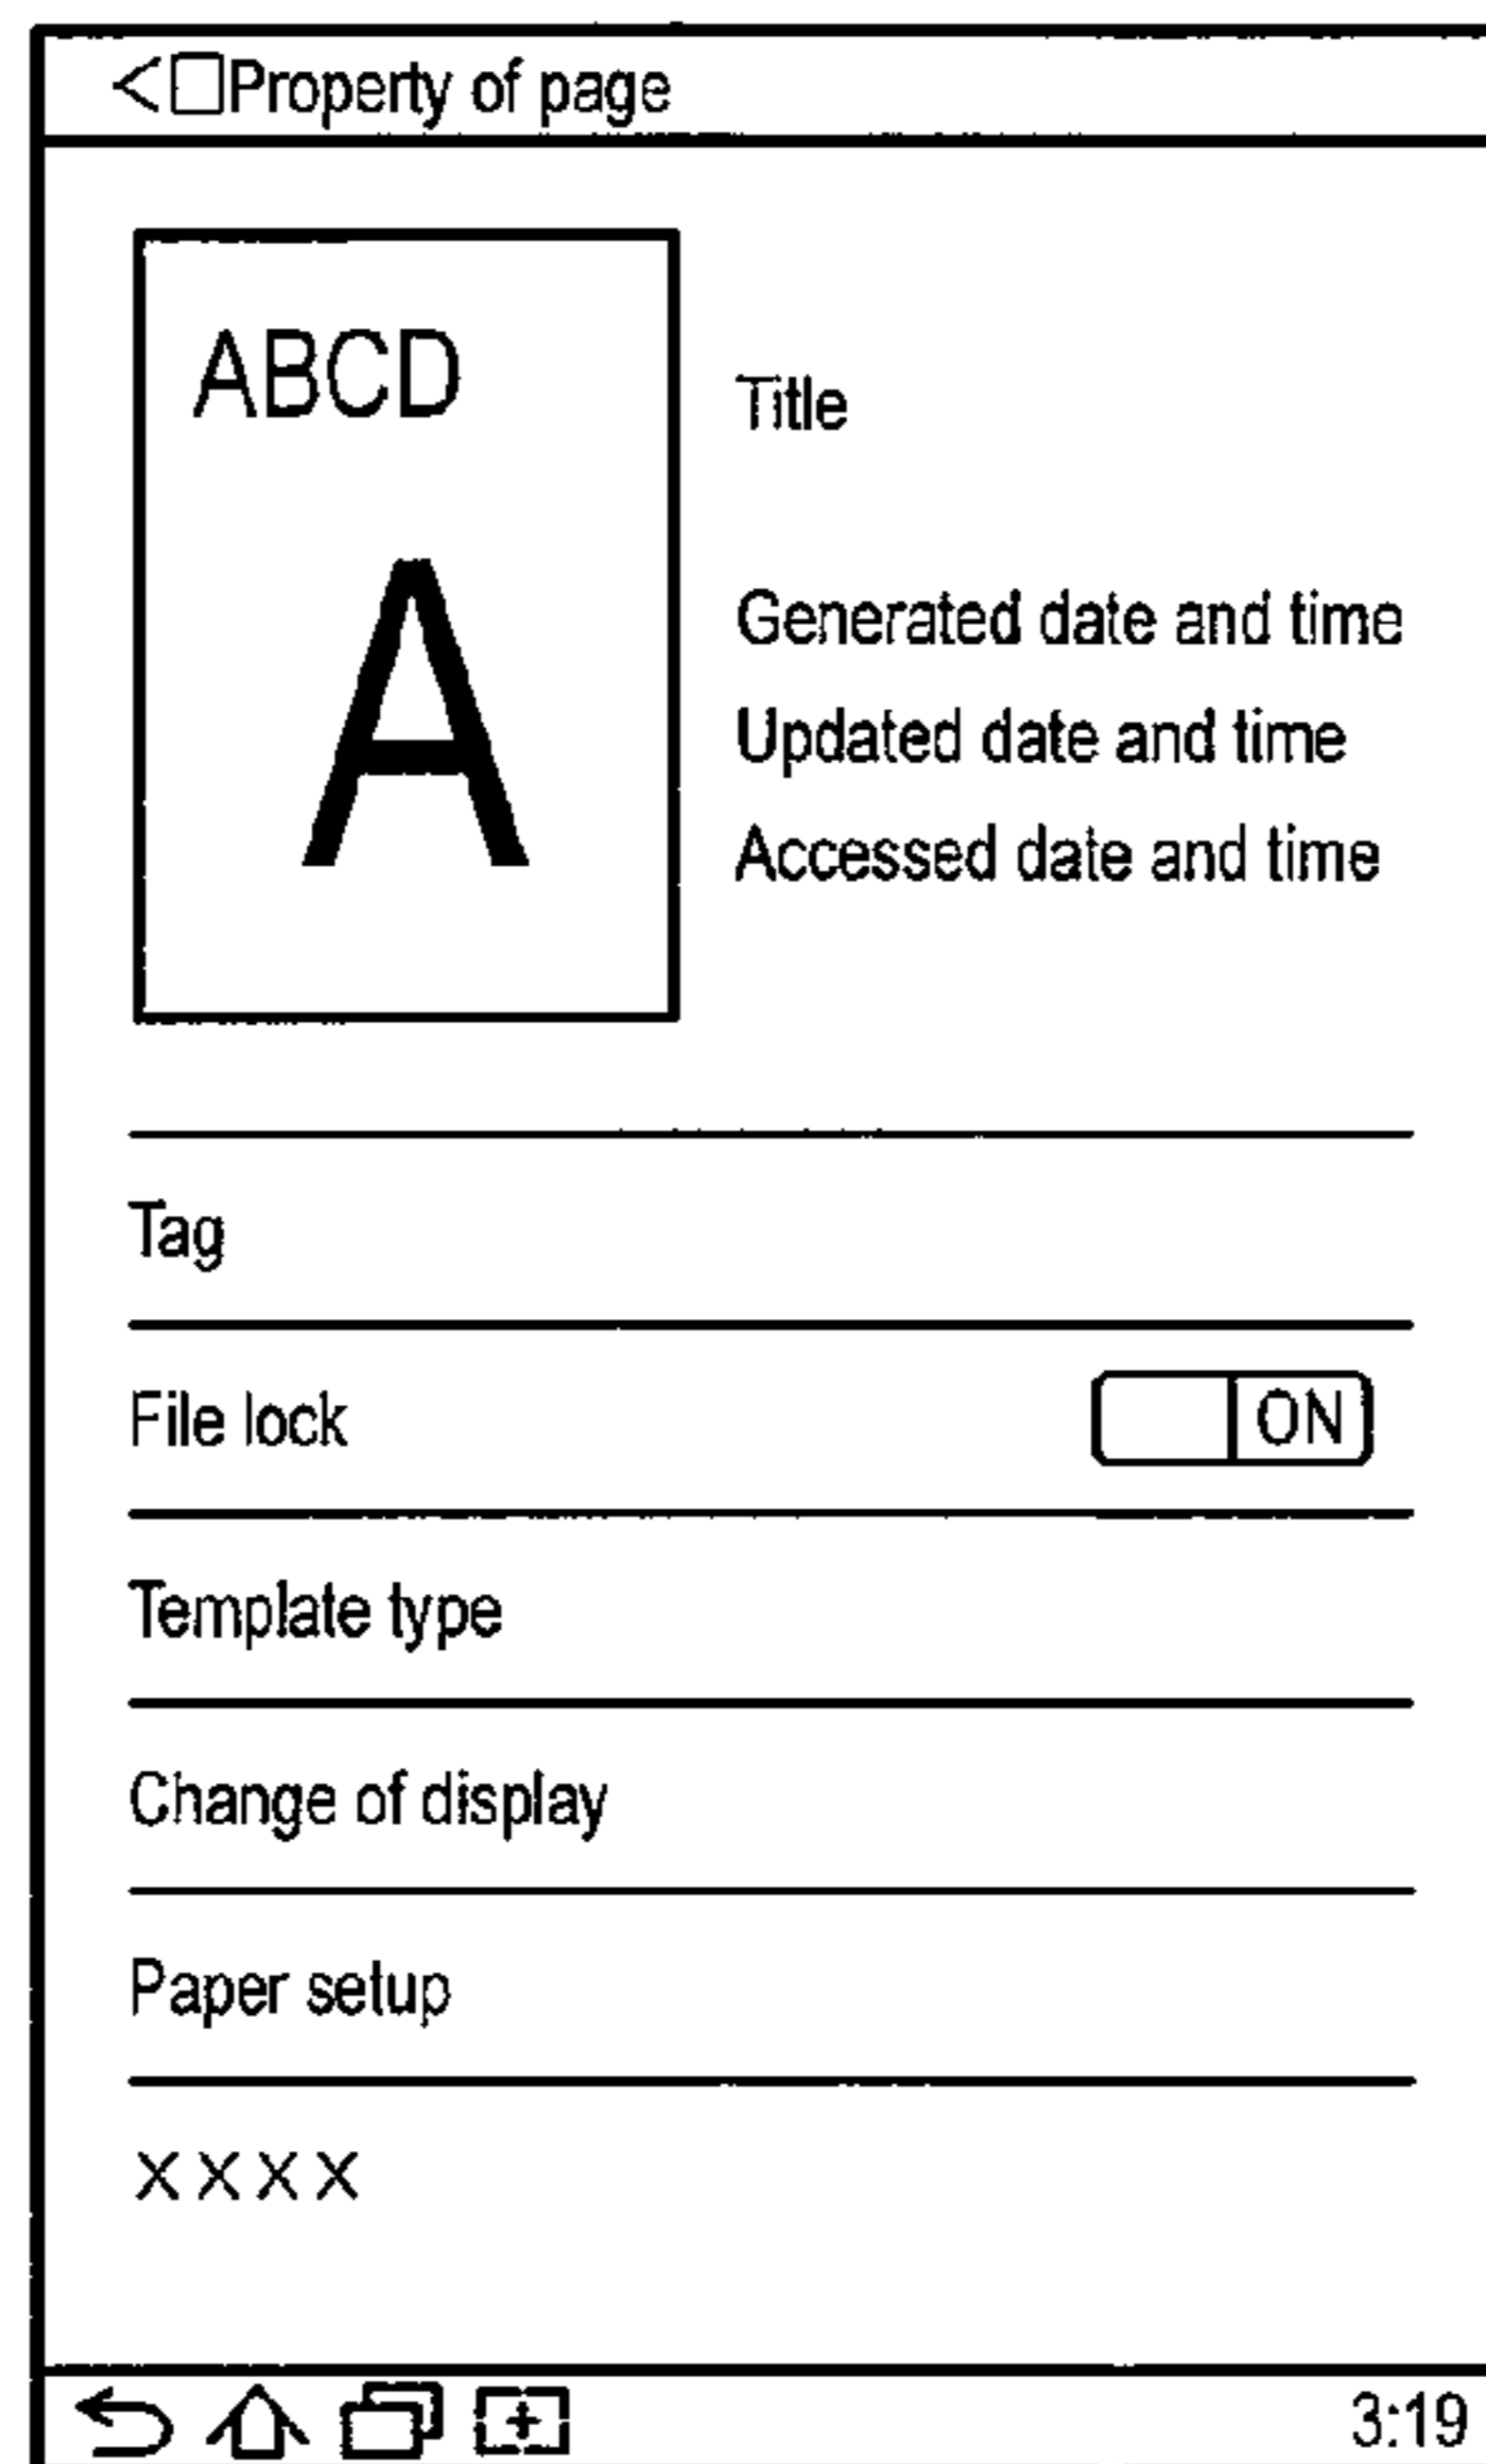 Property of page
ABCD
A
Title
Generated date and time
Updated date and time
Accessed date and time
Tag
File lock
ON
Template type
Change of display
Paper setup
xxxx
3:19